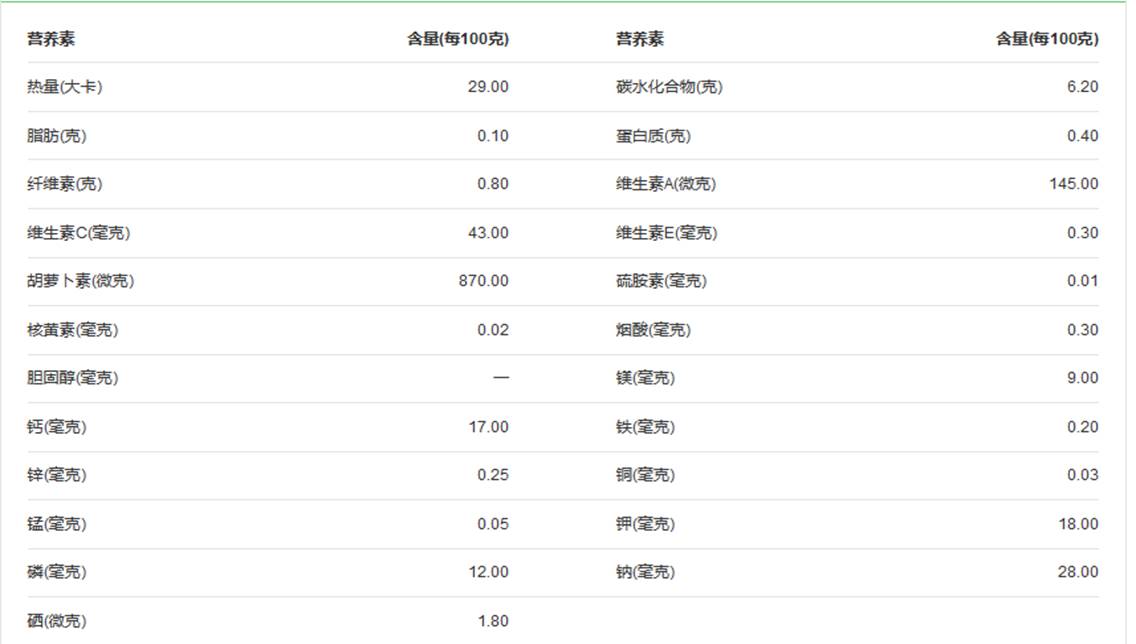 营养素 含量(每100克) 营养素 含量(每100克)
热量(大卡) 29.00 碳水化合物(克) 6.20
脂肪(克) 0.10 蛋白质(克) 0.40
纤维素(克) 0.80 维生素A(微克) 145.00
维生素C(毫克) 43.00 维生素E(毫克) 0.30
胡萝卜素(微克) 870.00 硫胺素(毫克) 0.01
核黄素(毫克) 0.02 烟酸(毫克) 0.30
胆固醇(毫克) — 镁(毫克) 9.00
钙(毫克) 17.00 铁(毫克) 0.20
锌(毫克) 0.25 铜(毫克) 0.03
锰(毫克) 0.05 钾(毫克) 18.00
磷(毫克) 12.00 钠(毫克) 28.00
硒(微克) 1.80